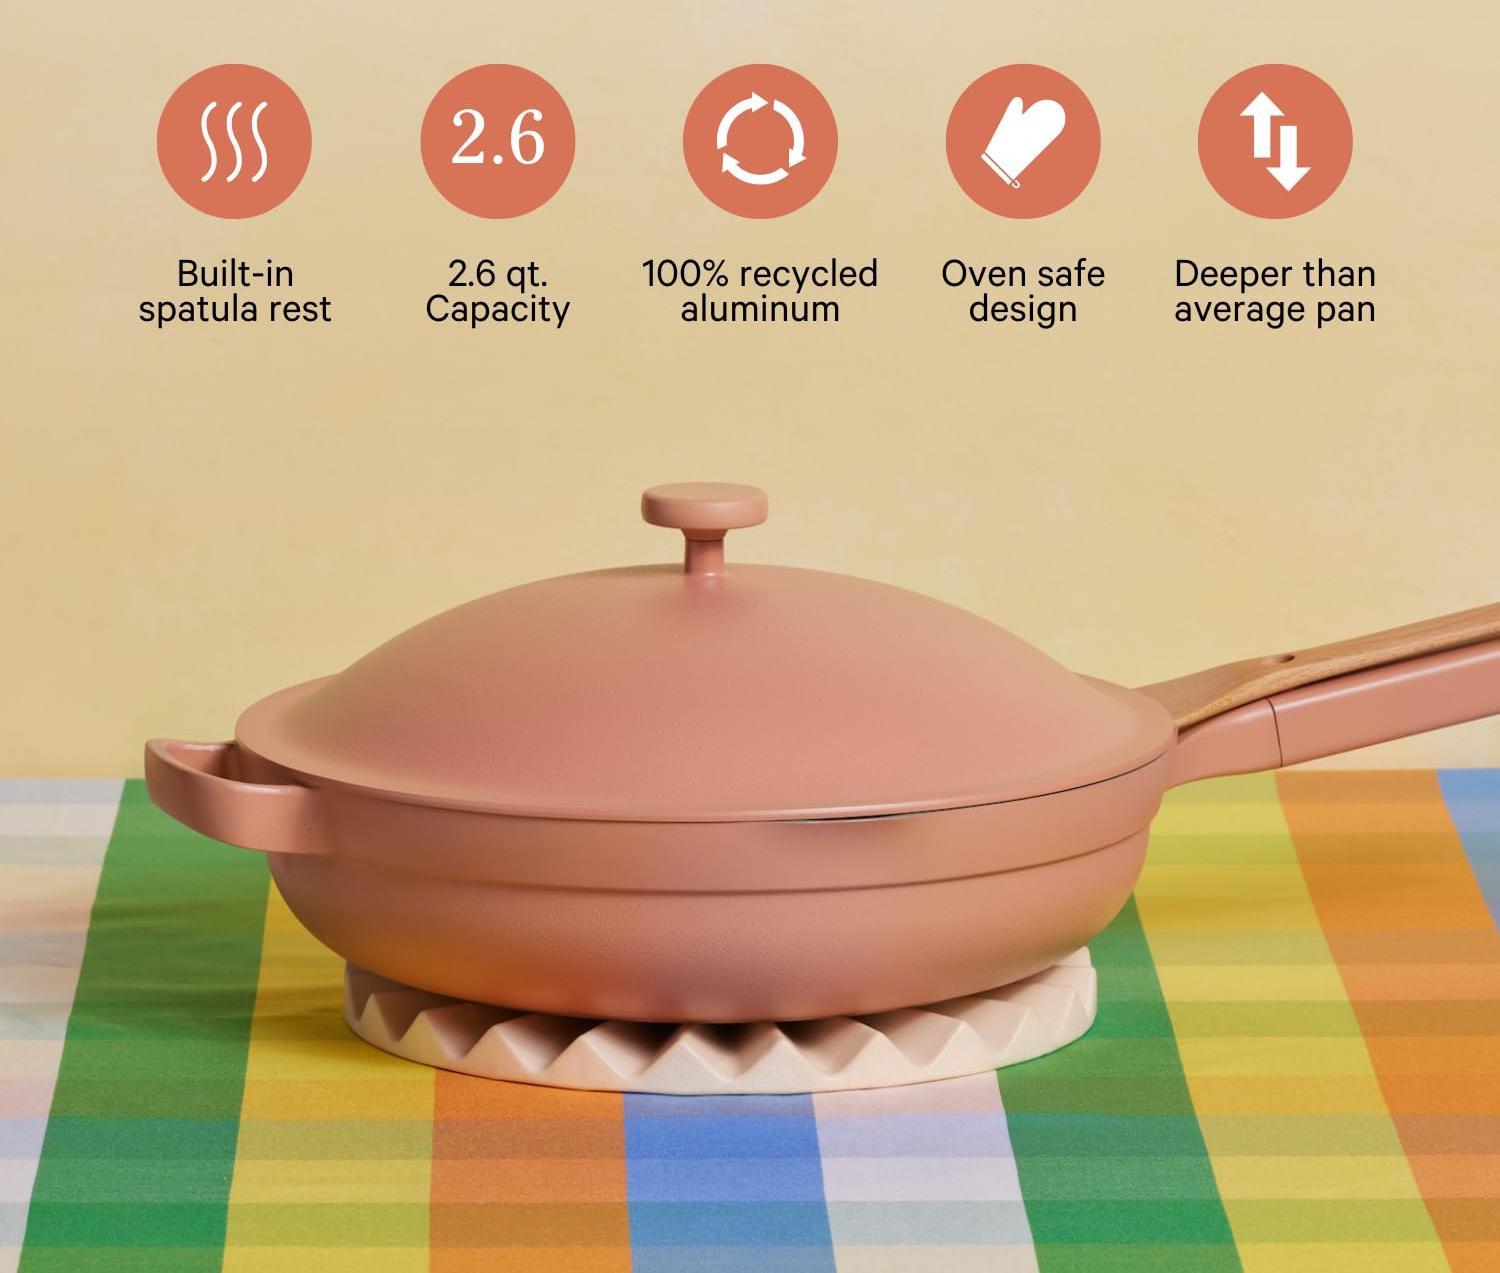 2.6
Built-in
spatula rest
2.6 qt.
Capacity
100% recycled
aluminum
Oven safe
design
Deeper than
average pan